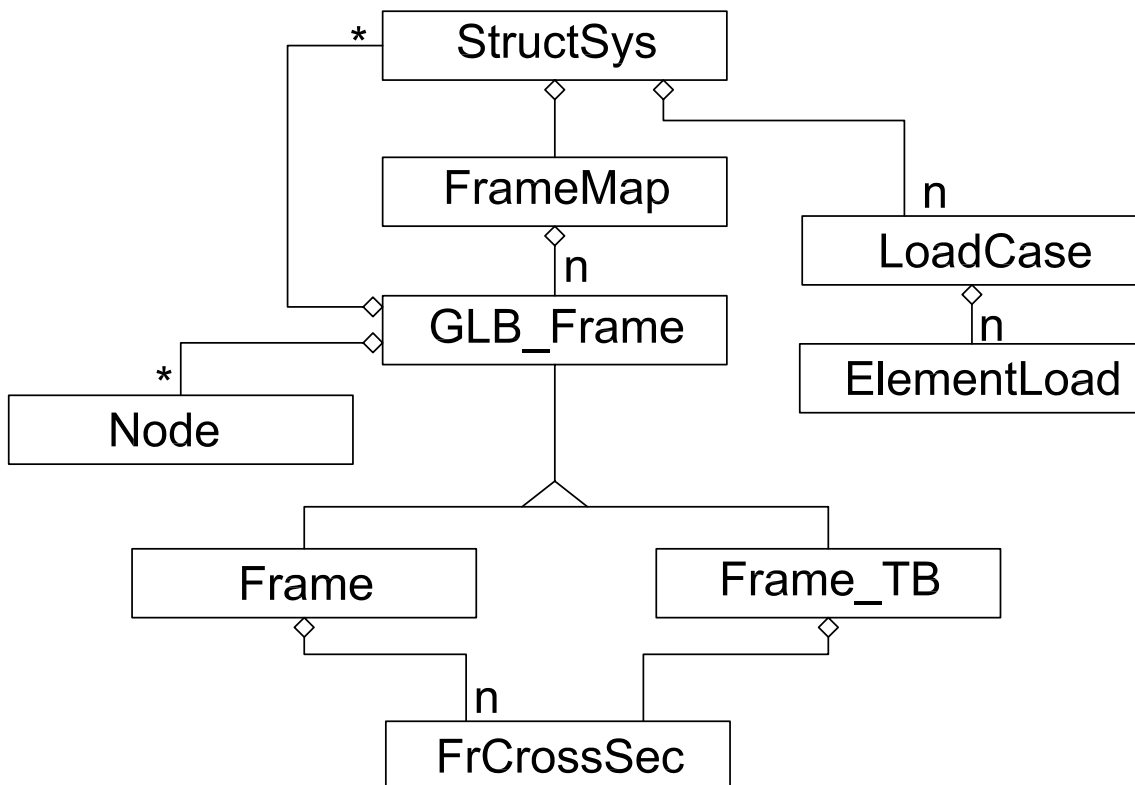 * StructSys
FrameMap
n
LoadCase
n
GLB_Frame
n
ElementLoad
*
Node
Frame
Frame_TB
n
FrCrossSec